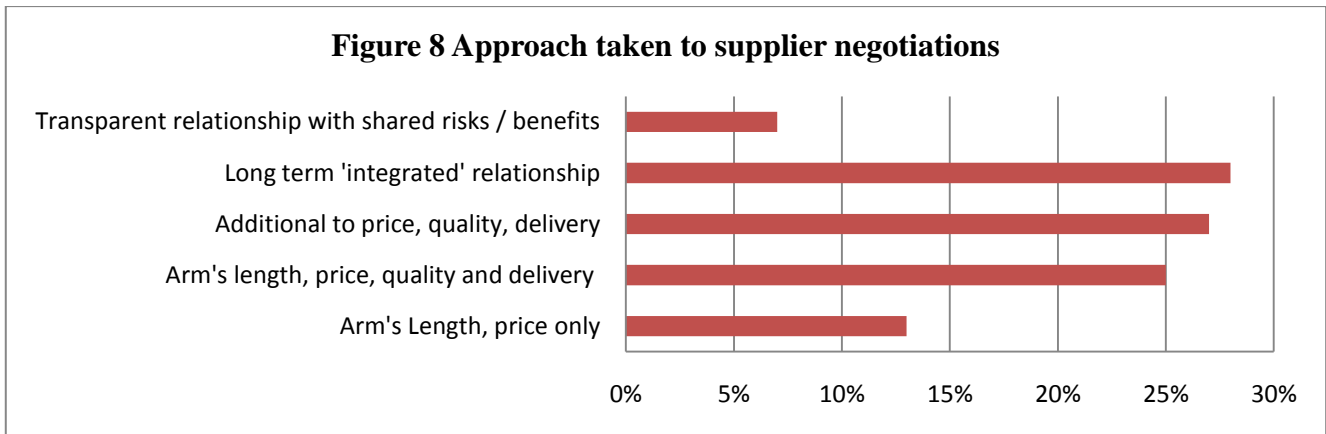 Figure 8 Approach taken to supplier negotiations
Transparent relationship with shared risks / benefits
Long term 'integrated' relationship
Additional to price, quality, delivery
Arm's length, price, quality and delivery
Arm's Length, price only
0% 5% 10% 15% 20% 25% 30%